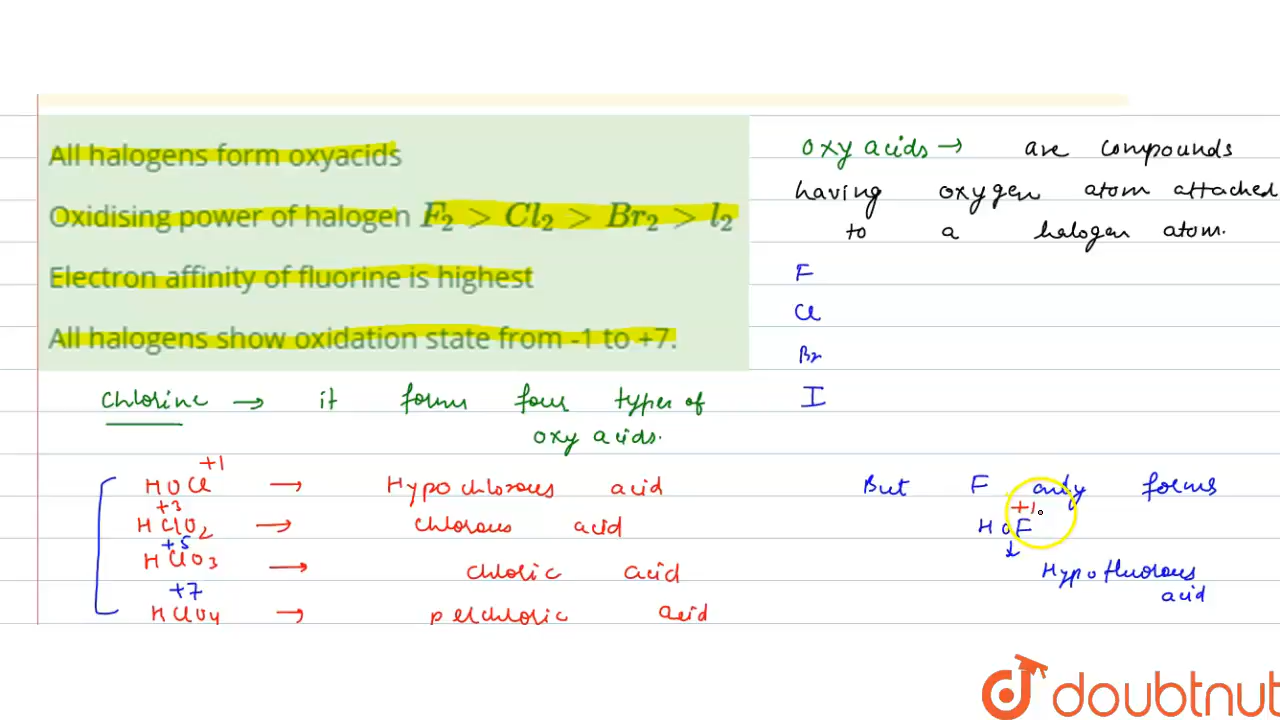 All halogens form oxyacids
Oxidising power of halogen F₂ > Cl₂ > Br₂ > l₂
Electron affinity of fluorine is highest
All halogens show oxidation state from -1 to +7.
Oxy acids → are compounds
having oxygen atom attached
to a halogen atom.
F
Cl
Br
I
Chlorine → it forms four types of
oxy acids.
+1
HOCl → Hypochlorous acid
+3
HClO₂ → chlorous acid
+5
HClO₃ → chloric acid
+7
HClO₄ → perchloric acid
But F only forms
+1
HOF
↓
Hypofluorous
acid
doubtnut